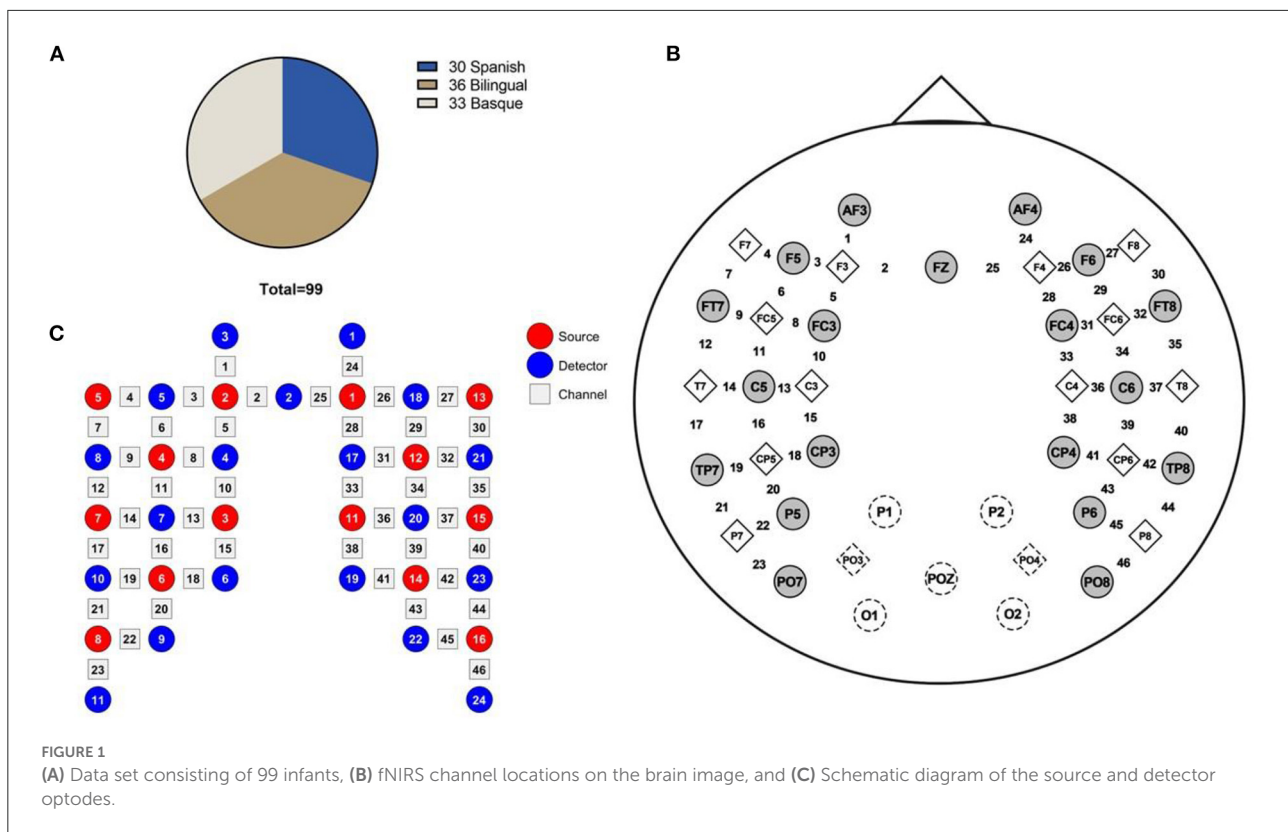 A
30 Spanish
36 Bilingual
33 Basque
Total=99
B
AF3 AF4
1 24
F7 4 F5 3 F3 2 FZ 25 F4 26 F6 27 F8
7 6 5 28 29 30
FT7 9 FC5 8 FC3 FC4 31 FC6 32 FT8
12 11 10 33 34 35
T7 14 C5 13 C3 C4 36 C6 37 T8
17 16 15 38 39 40
TP7 19 CP5 18 CP3 CP4 41 CP6 42 TP8
21 20 43 44
P7 22 P5 P1 P2 P6 45 P8
23 PO3 PO4 46
PO7 POZ PO8
O1 O2
C
Source
Detector
Channel
3 1
1 24
5 4 5 3 2 2 2 25 1 26 18 27 13
7 6 5 28 29 30
8 9 4 8 4 17 31 12 32 21
12 11 10 33 34 35
7 14 7 13 3 11 36 20 37 15
17 16 15 38 39 40
10 19 6 18 6 19 41 14 42 23
21 20 43 44
8 22 9 22 45 16
23 46
11 24
FIGURE 1
(A) Data set consisting of 99 infants, (B) fNIRS channel locations on the brain image, and (C) Schematic diagram of the source and detector
optodes.